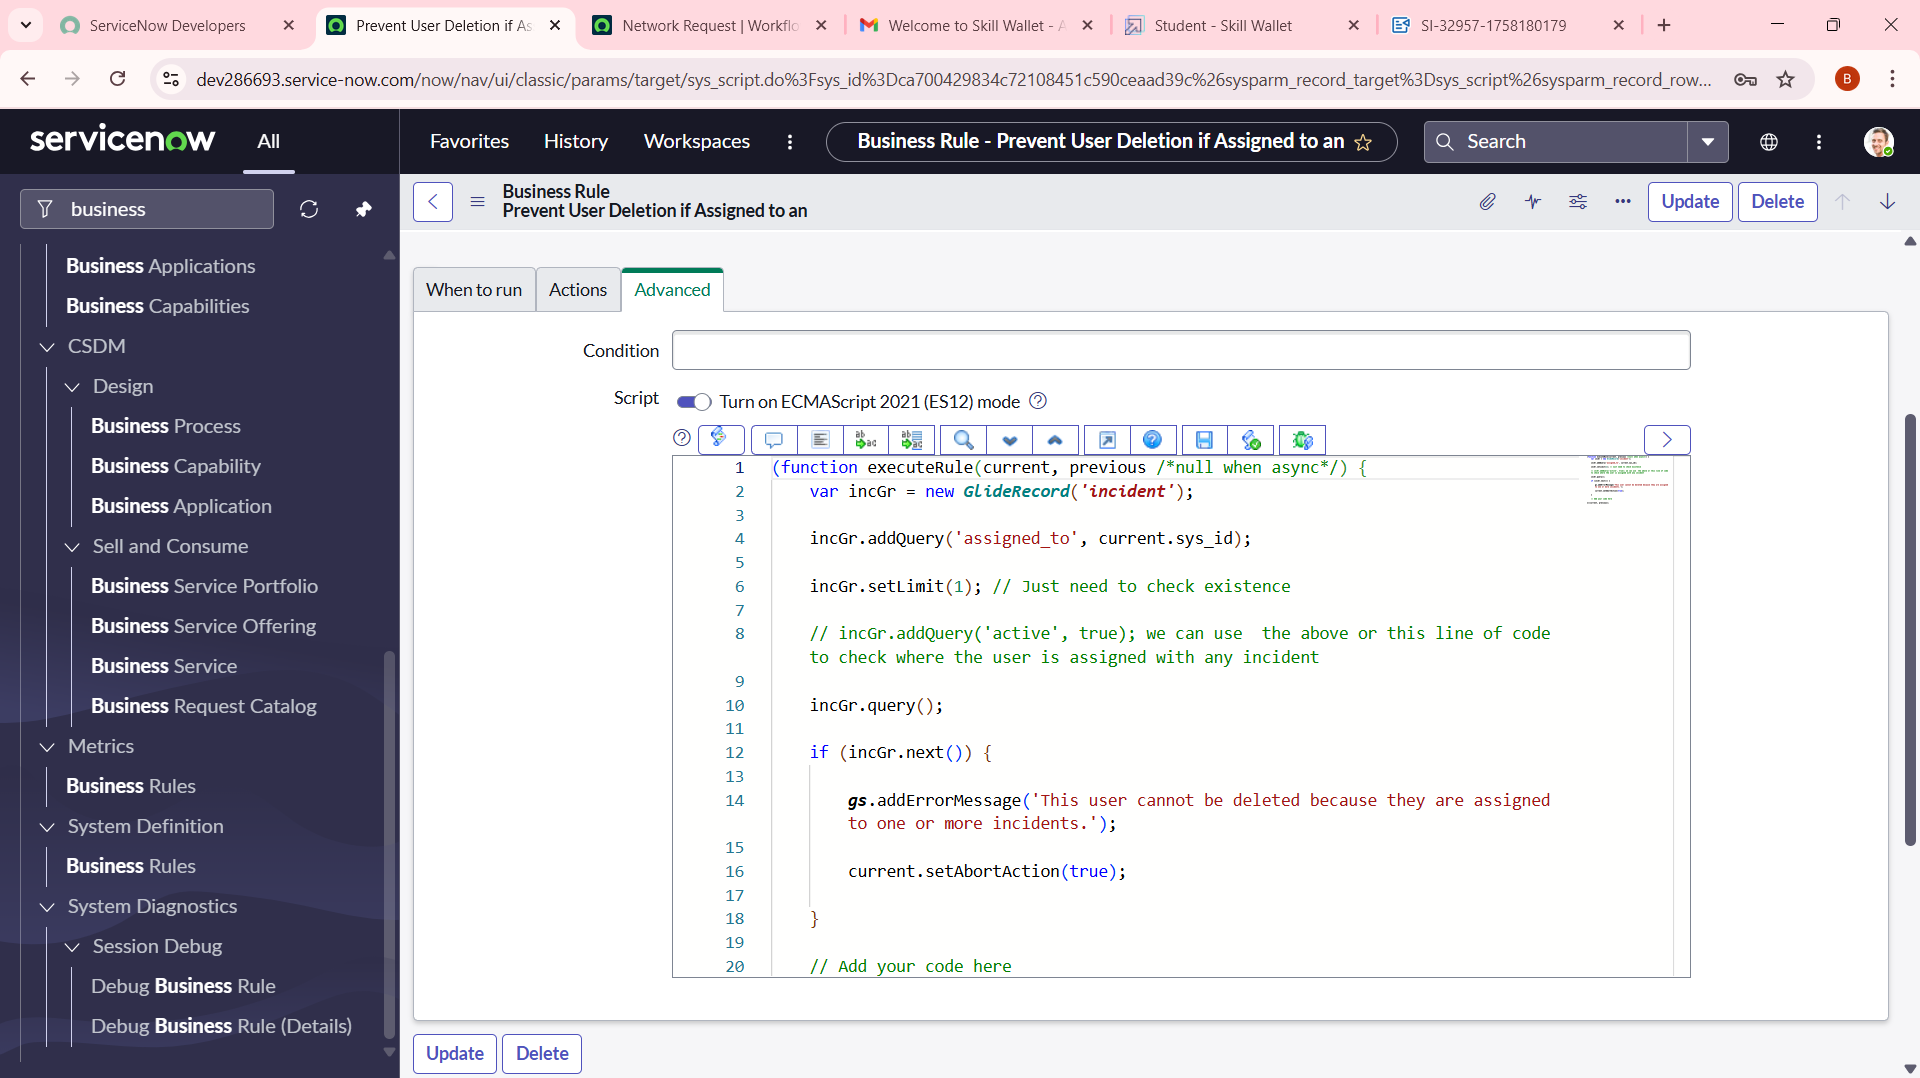 ServiceNow Developers
Prevent User Deletion if As
Network Request | Workflo
Welcome to Skill Wallet - A
Student - Skill Wallet
SI-32957-1758180179
dev286693.service-now.com/now/nav/ui/classic/params/target/sys_script.do%3Fsys_id%3Dca700429834c72108451c590ceaad39c%26sysparm_record_target%3Dsys_script%26sysparm_record_row...
B
servicenow
All
Favorites
History
Workspaces
Business Rule - Prevent User Deletion if Assigned to an
Search
business
Business Rule
Prevent User Deletion if Assigned to an
Update
Delete
Business Applications
Business Capabilities
CSDM
Design
Business Process
Business Capability
Business Application
Sell and Consume
Business Service Portfolio
Business Service Offering
Business Service
Business Request Catalog
Metrics
Business Rules
System Definition
Business Rules
System Diagnostics
Session Debug
Debug Business Rule
Debug Business Rule (Details)
When to run
Actions
Advanced
Condition
Script
Turn on ECMAScript 2021 (ES12) mode
1 (function executeRule(current, previous /*null when async*/) {
2 var incGr = new GlideRecord('incident');
3
4 incGr.addQuery('assigned_to', current.sys_id);
5
6 incGr.setLimit(1); // Just need to check existence
7
8 // incGr.addQuery('active', true); we can use  the above or this line of code
to check where the user is assigned with any incident
9
10 incGr.query();
11
12 if (incGr.next()) {
13
14 gs.addErrorMessage('This user cannot be deleted because they are assigned
to one or more incidents.');
15
16 current.setAbortAction(true);
17
18 }
19
20 // Add your code here
Update
Delete